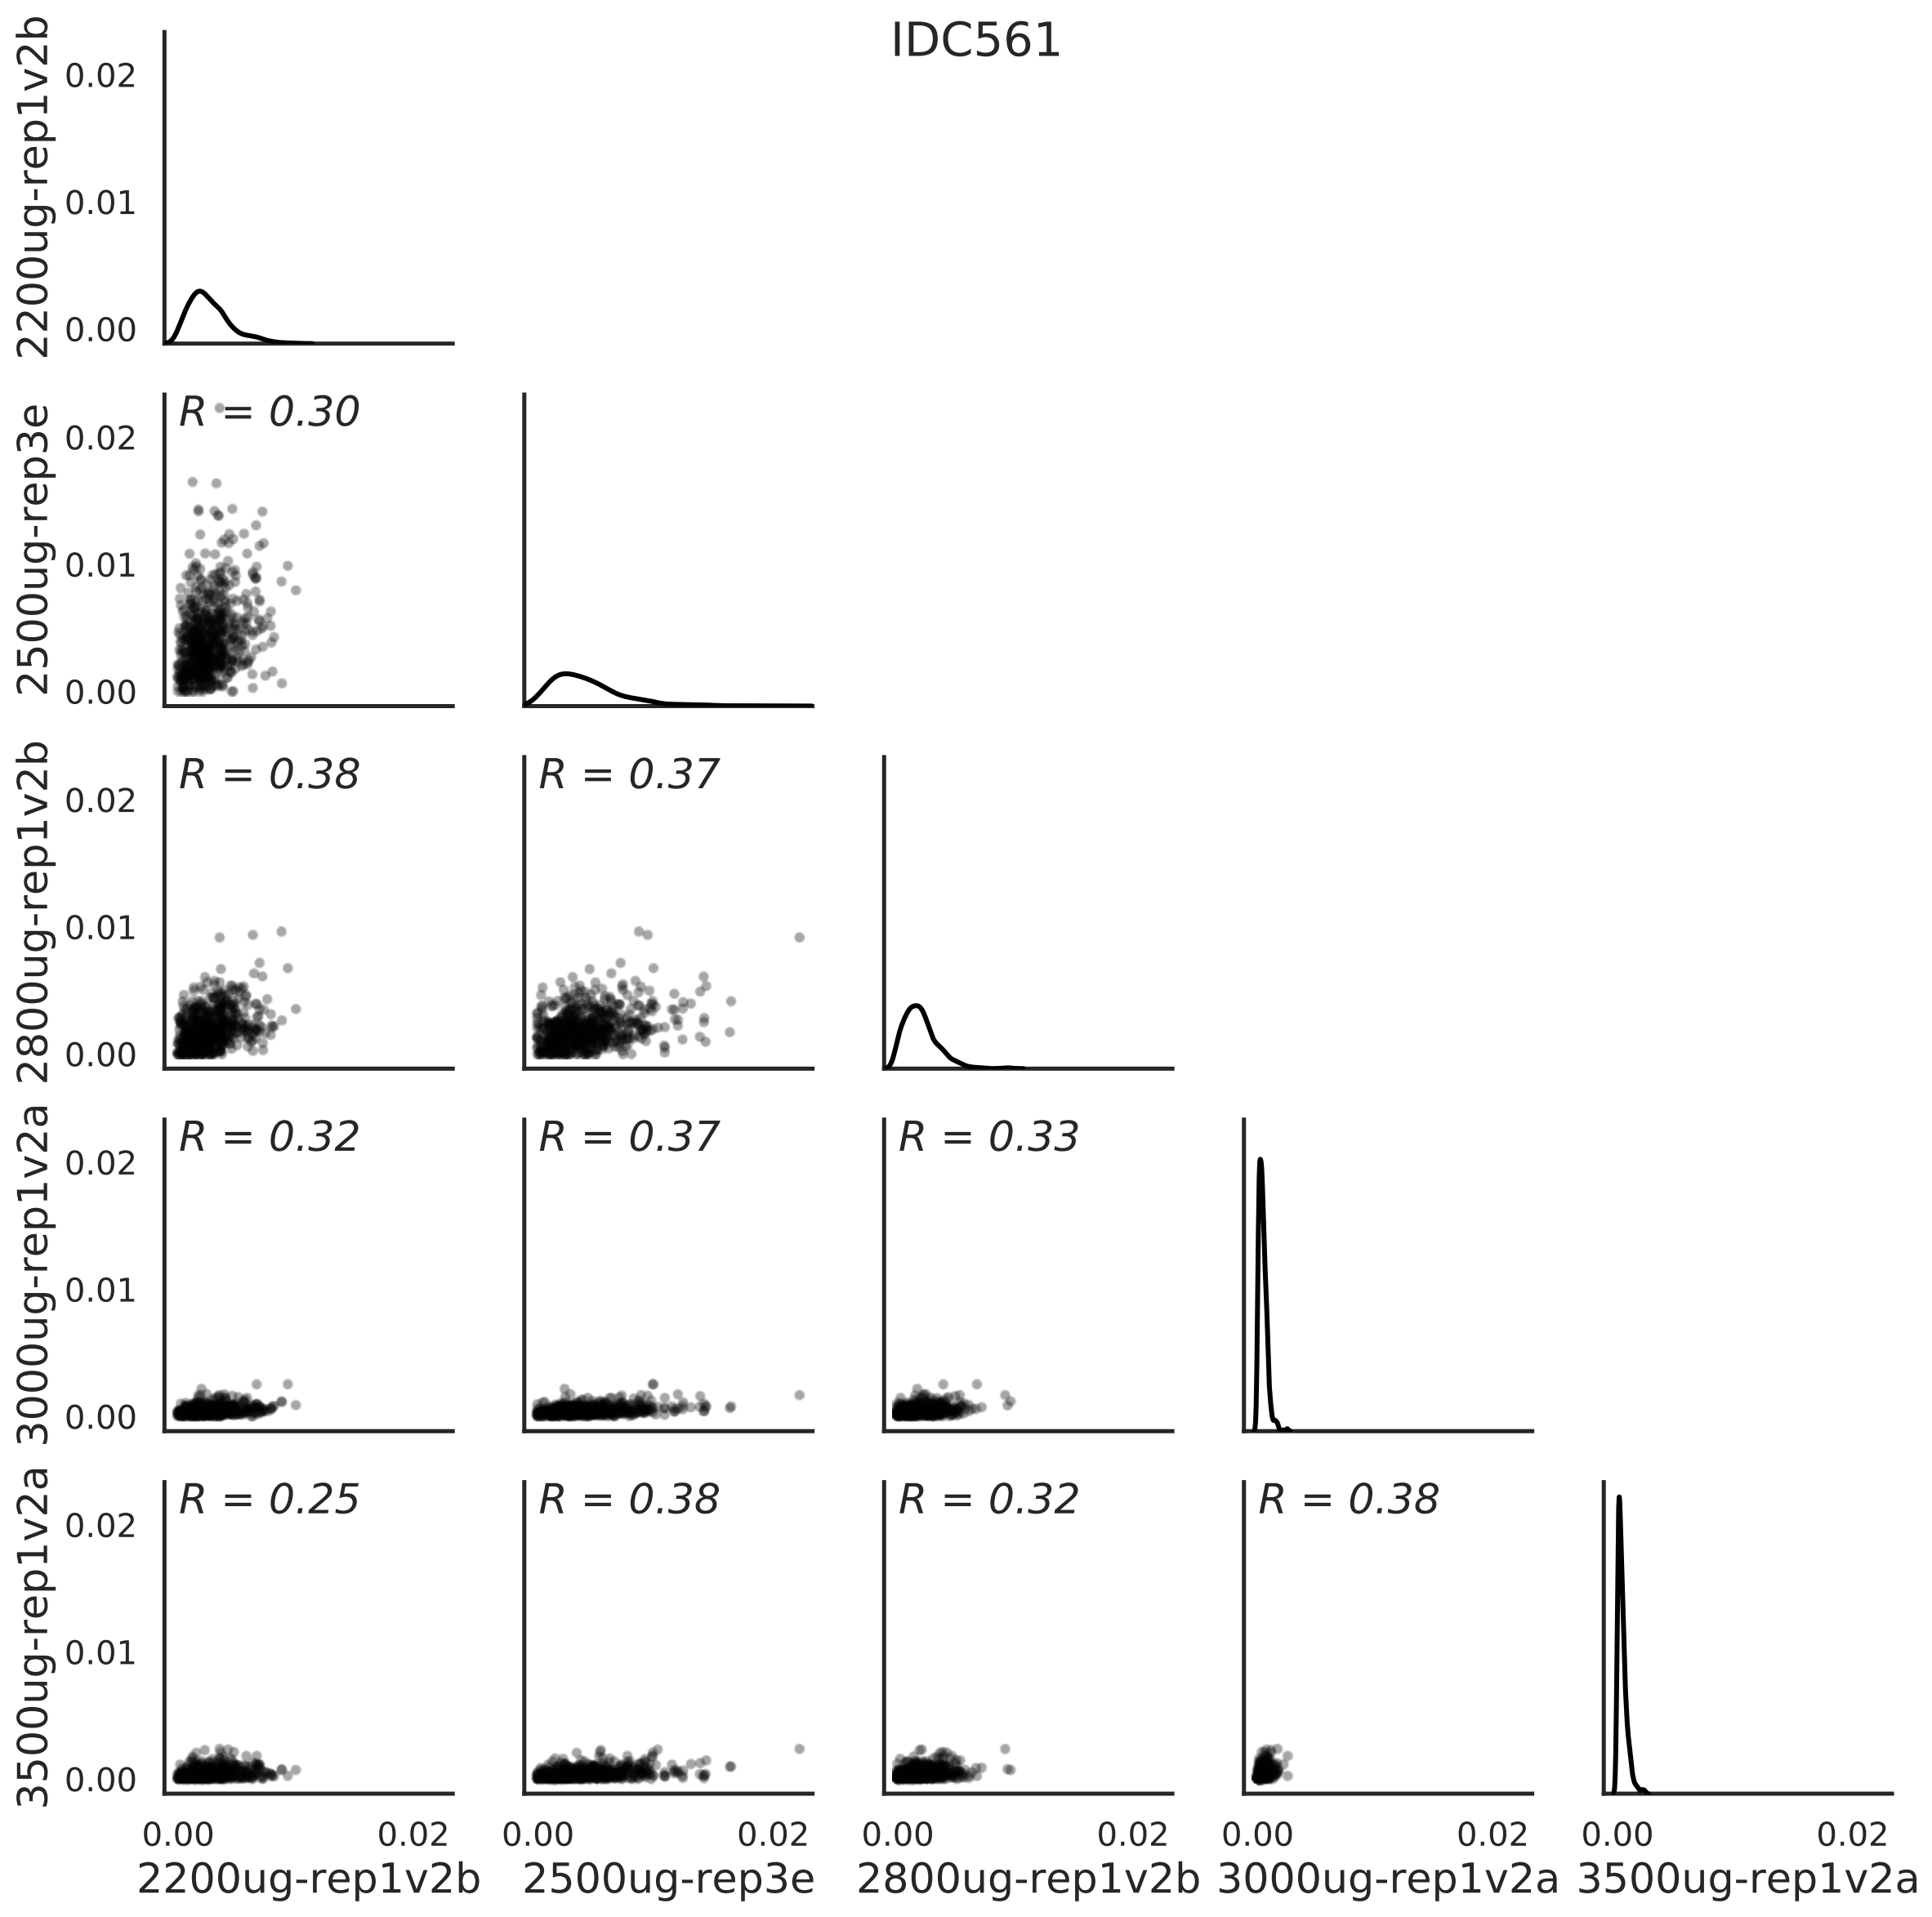 IDC561
2200ug-rep1v2b
0.02
0.01
0.00
2500ug-rep3e
0.02
0.01
0.00
R = 0.30
2800ug-rep1v2b
0.02
0.01
0.00
R = 0.38
R = 0.37
3000ug-rep1v2a
0.02
0.01
0.00
R = 0.32
R = 0.37
R = 0.33
3500ug-rep1v2a
0.02
0.01
0.00
R = 0.25
R = 0.38
R = 0.32
R = 0.38
0.00 0.02 0.00 0.02 0.00 0.02 0.00 0.02 0.00 0.02
2200ug-rep1v2b 2500ug-rep3e 2800ug-rep1v2b 3000ug-rep1v2a 3500ug-rep1v2a